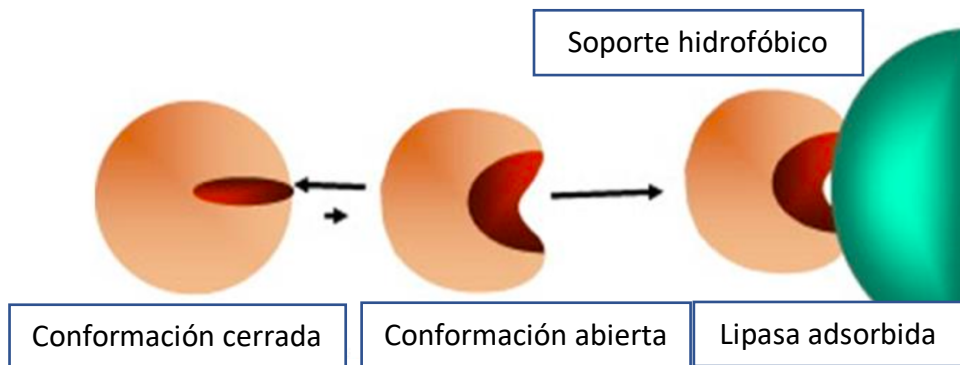 Soporte hidrofóbico
Conformación cerrada
Conformación abierta
Lipasa adsorbida